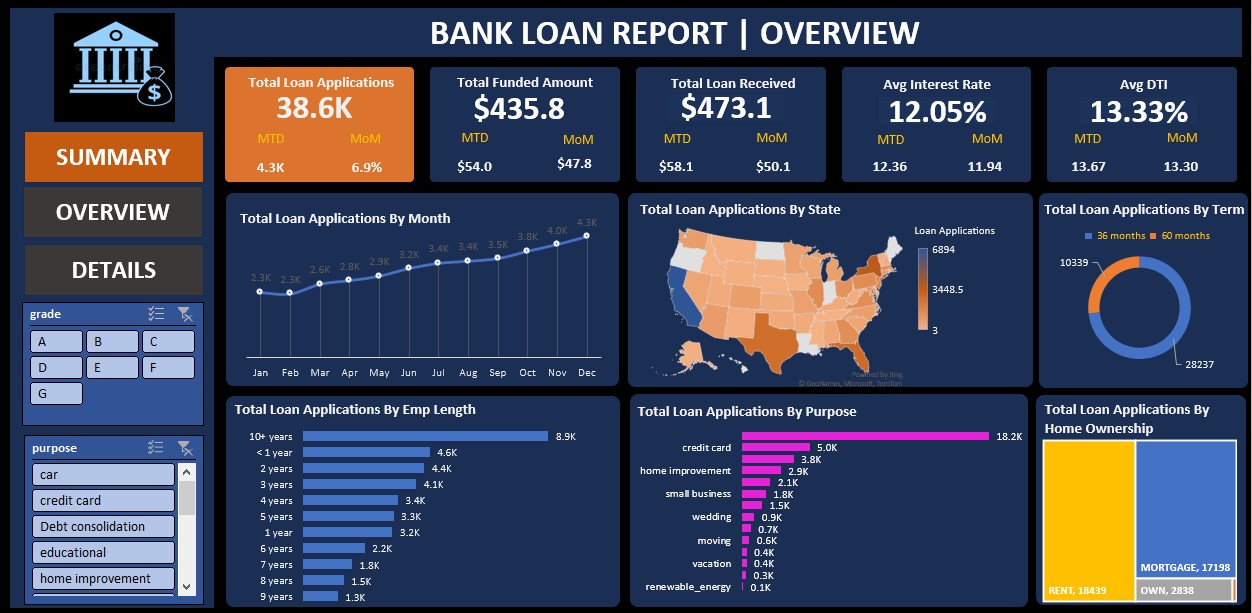 BANK LOAN REPORT | OVERVIEW
$
SUMMARY
OVERVIEW
DETAILS
grade
A B C
D E F
G
purpose
car
credit card
Debt consolidation
educational
home improvement
Total Loan Applications
38.6K
MTD MoM
4.3K 6.9%
Total Funded Amount
$435.8
MTD MoM
$54.0 $47.8
Total Loan Received
$473.1
MTD MoM
$58.1 $50.1
Avg Interest Rate
12.05%
MTD MoM
12.36 11.94
Avg DTI
13.33%
MTD MoM
13.67 13.30
Total Loan Applications By Month
2.3K 2.3K 2.6K 2.8K 2.9K 3.2K 3.4K 3.4K 3.5K 3.8K 4.0K 4.3K
Jan Feb Mar Apr May Jun Jul Aug Sep Oct Nov Dec
Total Loan Applications By State
Loan Applications
6894
3448.5
3
Powered by Bing
© GeoNames, Microsoft, TomTom
Total Loan Applications By Term
36 months 60 months
10339
28237
Total Loan Applications By Emp Length
10+ years 8.9K
< 1 year 4.6K
2 years 4.4K
3 years 4.1K
4 years 3.4K
5 years 3.3K
1 year 3.2K
6 years 2.2K
7 years 1.8K
8 years 1.5K
9 years 1.3K
Total Loan Applications By Purpose
18.2K
credit card 5.0K
3.8K
home improvement 2.9K
2.1K
small business 1.8K
1.5K
wedding 0.9K
0.7K
moving 0.6K
0.4K
vacation 0.4K
0.3K
renewable_energy 0.1K
Total Loan Applications By
Home Ownership
MORTGAGE, 17198
RENT, 18439
OWN, 2838